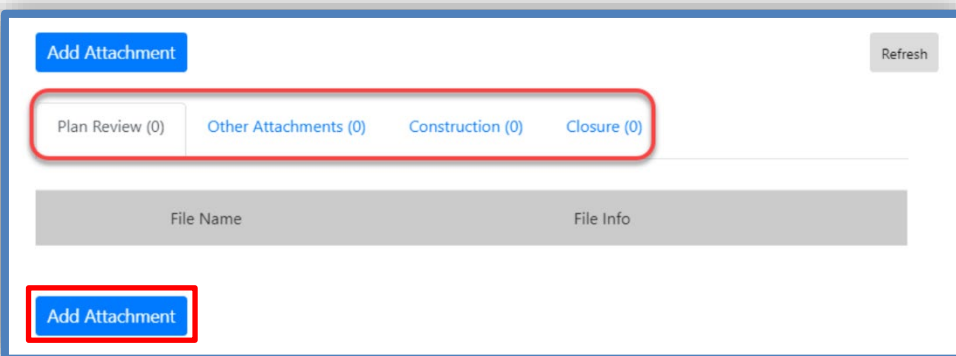 Add Attachment Refresh
Plan Review (0) Other Attachments (0) Construction (0) Closure (0)
File Name File Info
Add Attachment